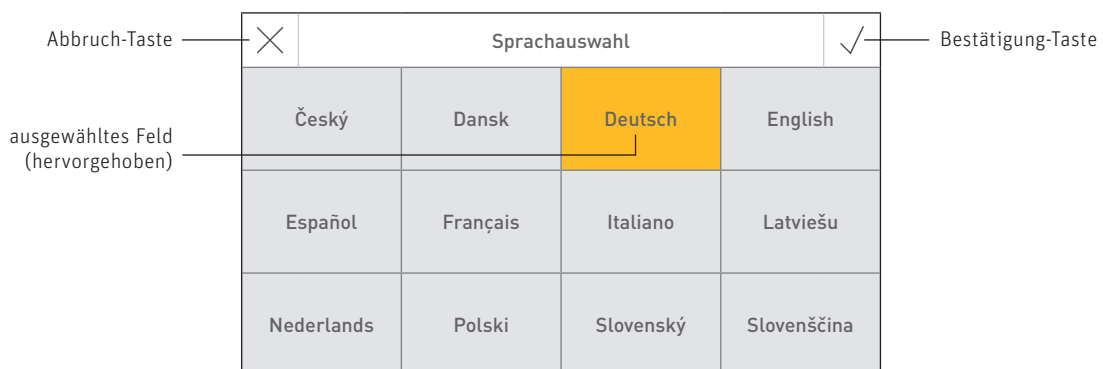 Abbruch-Taste
Sprachauswahl
Bestätigung-Taste
Český
Dansk
Deutsch
English
ausgewähltes Feld
(hervorgehoben)
Español
Français
Italiano
Latviešu
Nederlands
Polski
Slovenský
Slovenščina